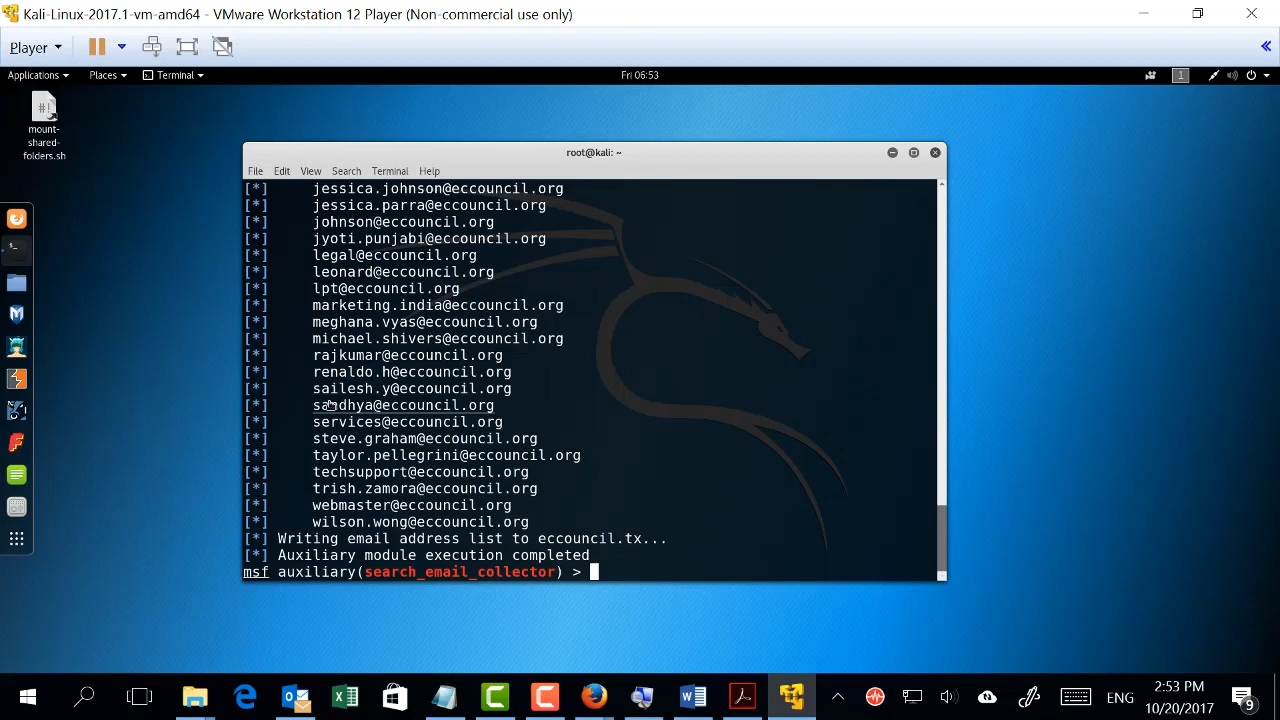 Kali-Linux-2017.1-vm-amd64 - VMware Workstation 12 Player (Non-commercial use only)
Player
Applications Places Terminal Fri 06:53 1
#!
mount-
shared-
folders.sh
root@kali: ~
File Edit View Search Terminal Help
[*] jessica.johnson@eccouncil.org
[*] jessica.parra@eccouncil.org
[*] johnson@eccouncil.org
[*] jyoti.punjabi@eccouncil.org
[*] legal@eccouncil.org
[*] leonard@eccouncil.org
[*] lpt@eccouncil.org
[*] marketing.india@eccouncil.org
[*] meghana.vyas@eccouncil.org
[*] michael.shivers@eccouncil.org
[*] rajkumar@eccouncil.org
[*] renaldo.h@eccouncil.org
[*] sailesh.y@eccouncil.org
[*] sandhya@eccouncil.org
[*] services@eccouncil.org
[*] steve.graham@eccouncil.org
[*] taylor.pellegrini@eccouncil.org
[*] techsupport@eccouncil.org
[*] trish.zamora@eccouncil.org
[*] webmaster@eccouncil.org
[*] wilson.wong@eccouncil.org
[*] Writing email address list to eccouncil.tx...
[*] Auxiliary module execution completed
msf auxiliary(search_email_collector) >
ENG
2:53 PM
10/20/2017
9